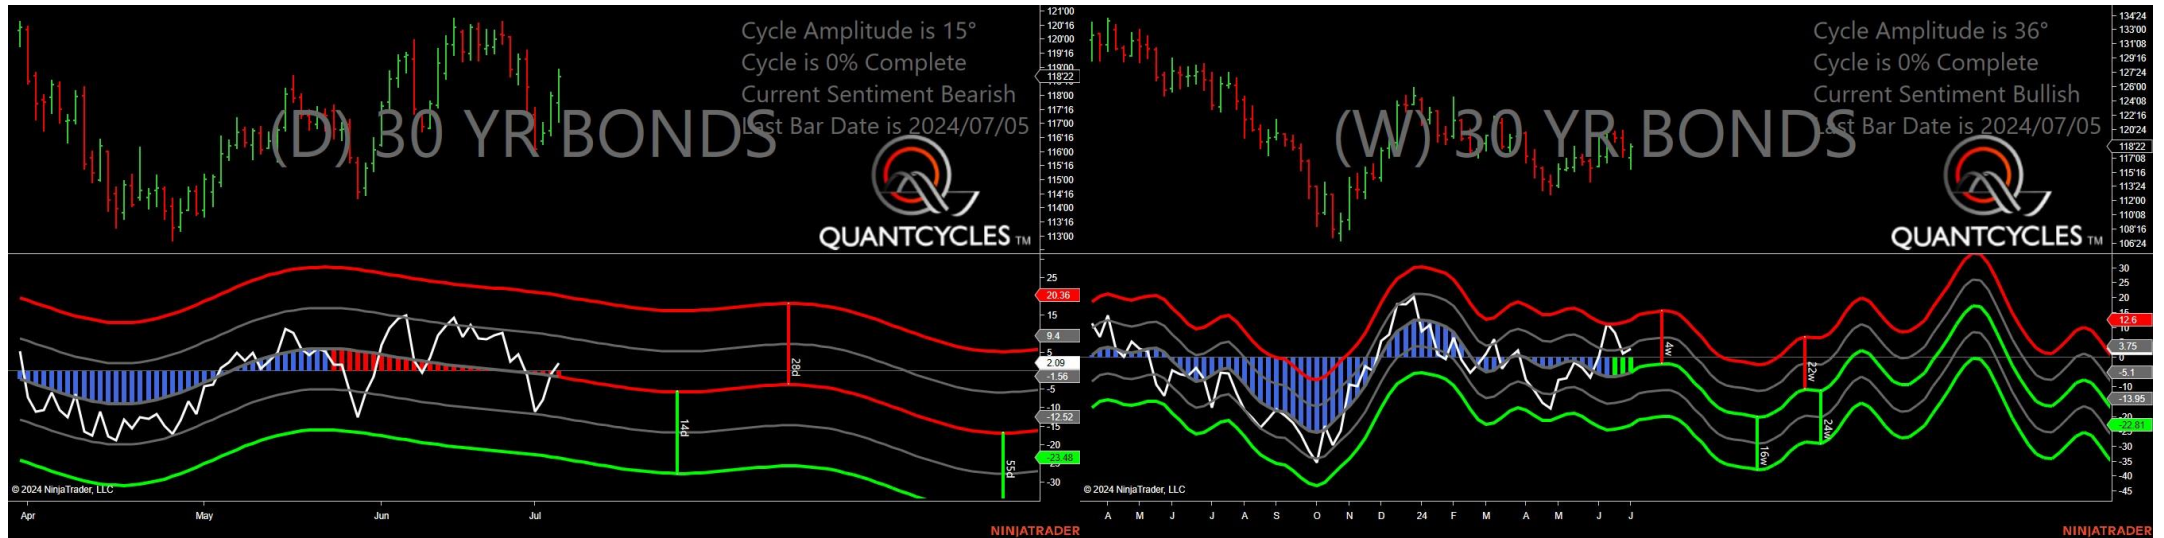 Cycle Amplitude is 15°
Cycle is 0% Complete
Current Sentiment Bearish
Last Bar Date is 2024/07/05
(D) 30 YR BONDS
QUANTCYCLES TM
121'00
120'16
120'00
119'16
119'00
118'22
118'00
117'16
117'00
116'16
116'00
115'16
115'00
114'16
114'00
113'16
113'00
25
20.36
15
9.4
5
2.09
-1.56
-5
-10
-12.52
-15
-20
-23.48
-30
28d
14d
55d
© 2024 NinjaTrader, LLC
Apr May Jun Jul
NINJATRADER
Cycle Amplitude is 36°
Cycle is 0% Complete
Current Sentiment Bullish
Last Bar Date is 2024/07/05
(W) 30 YR BONDS
QUANTCYCLES TM
134'24
133'00
131'08
129'16
127'24
126'00
124'08
122'16
120'24
118'22
117'08
115'16
113'24
112'00
110'08
108'16
106'24
30
25
20
15
12.6
10
3.75
0
-5.1
-10
-13.95
-20
-22.81
-30
-35
-40
-45
4w
22w
16w
24w
© 2024 NinjaTrader, LLC
A M J J A S O N D 24 F M A M J J
NINJATRADER